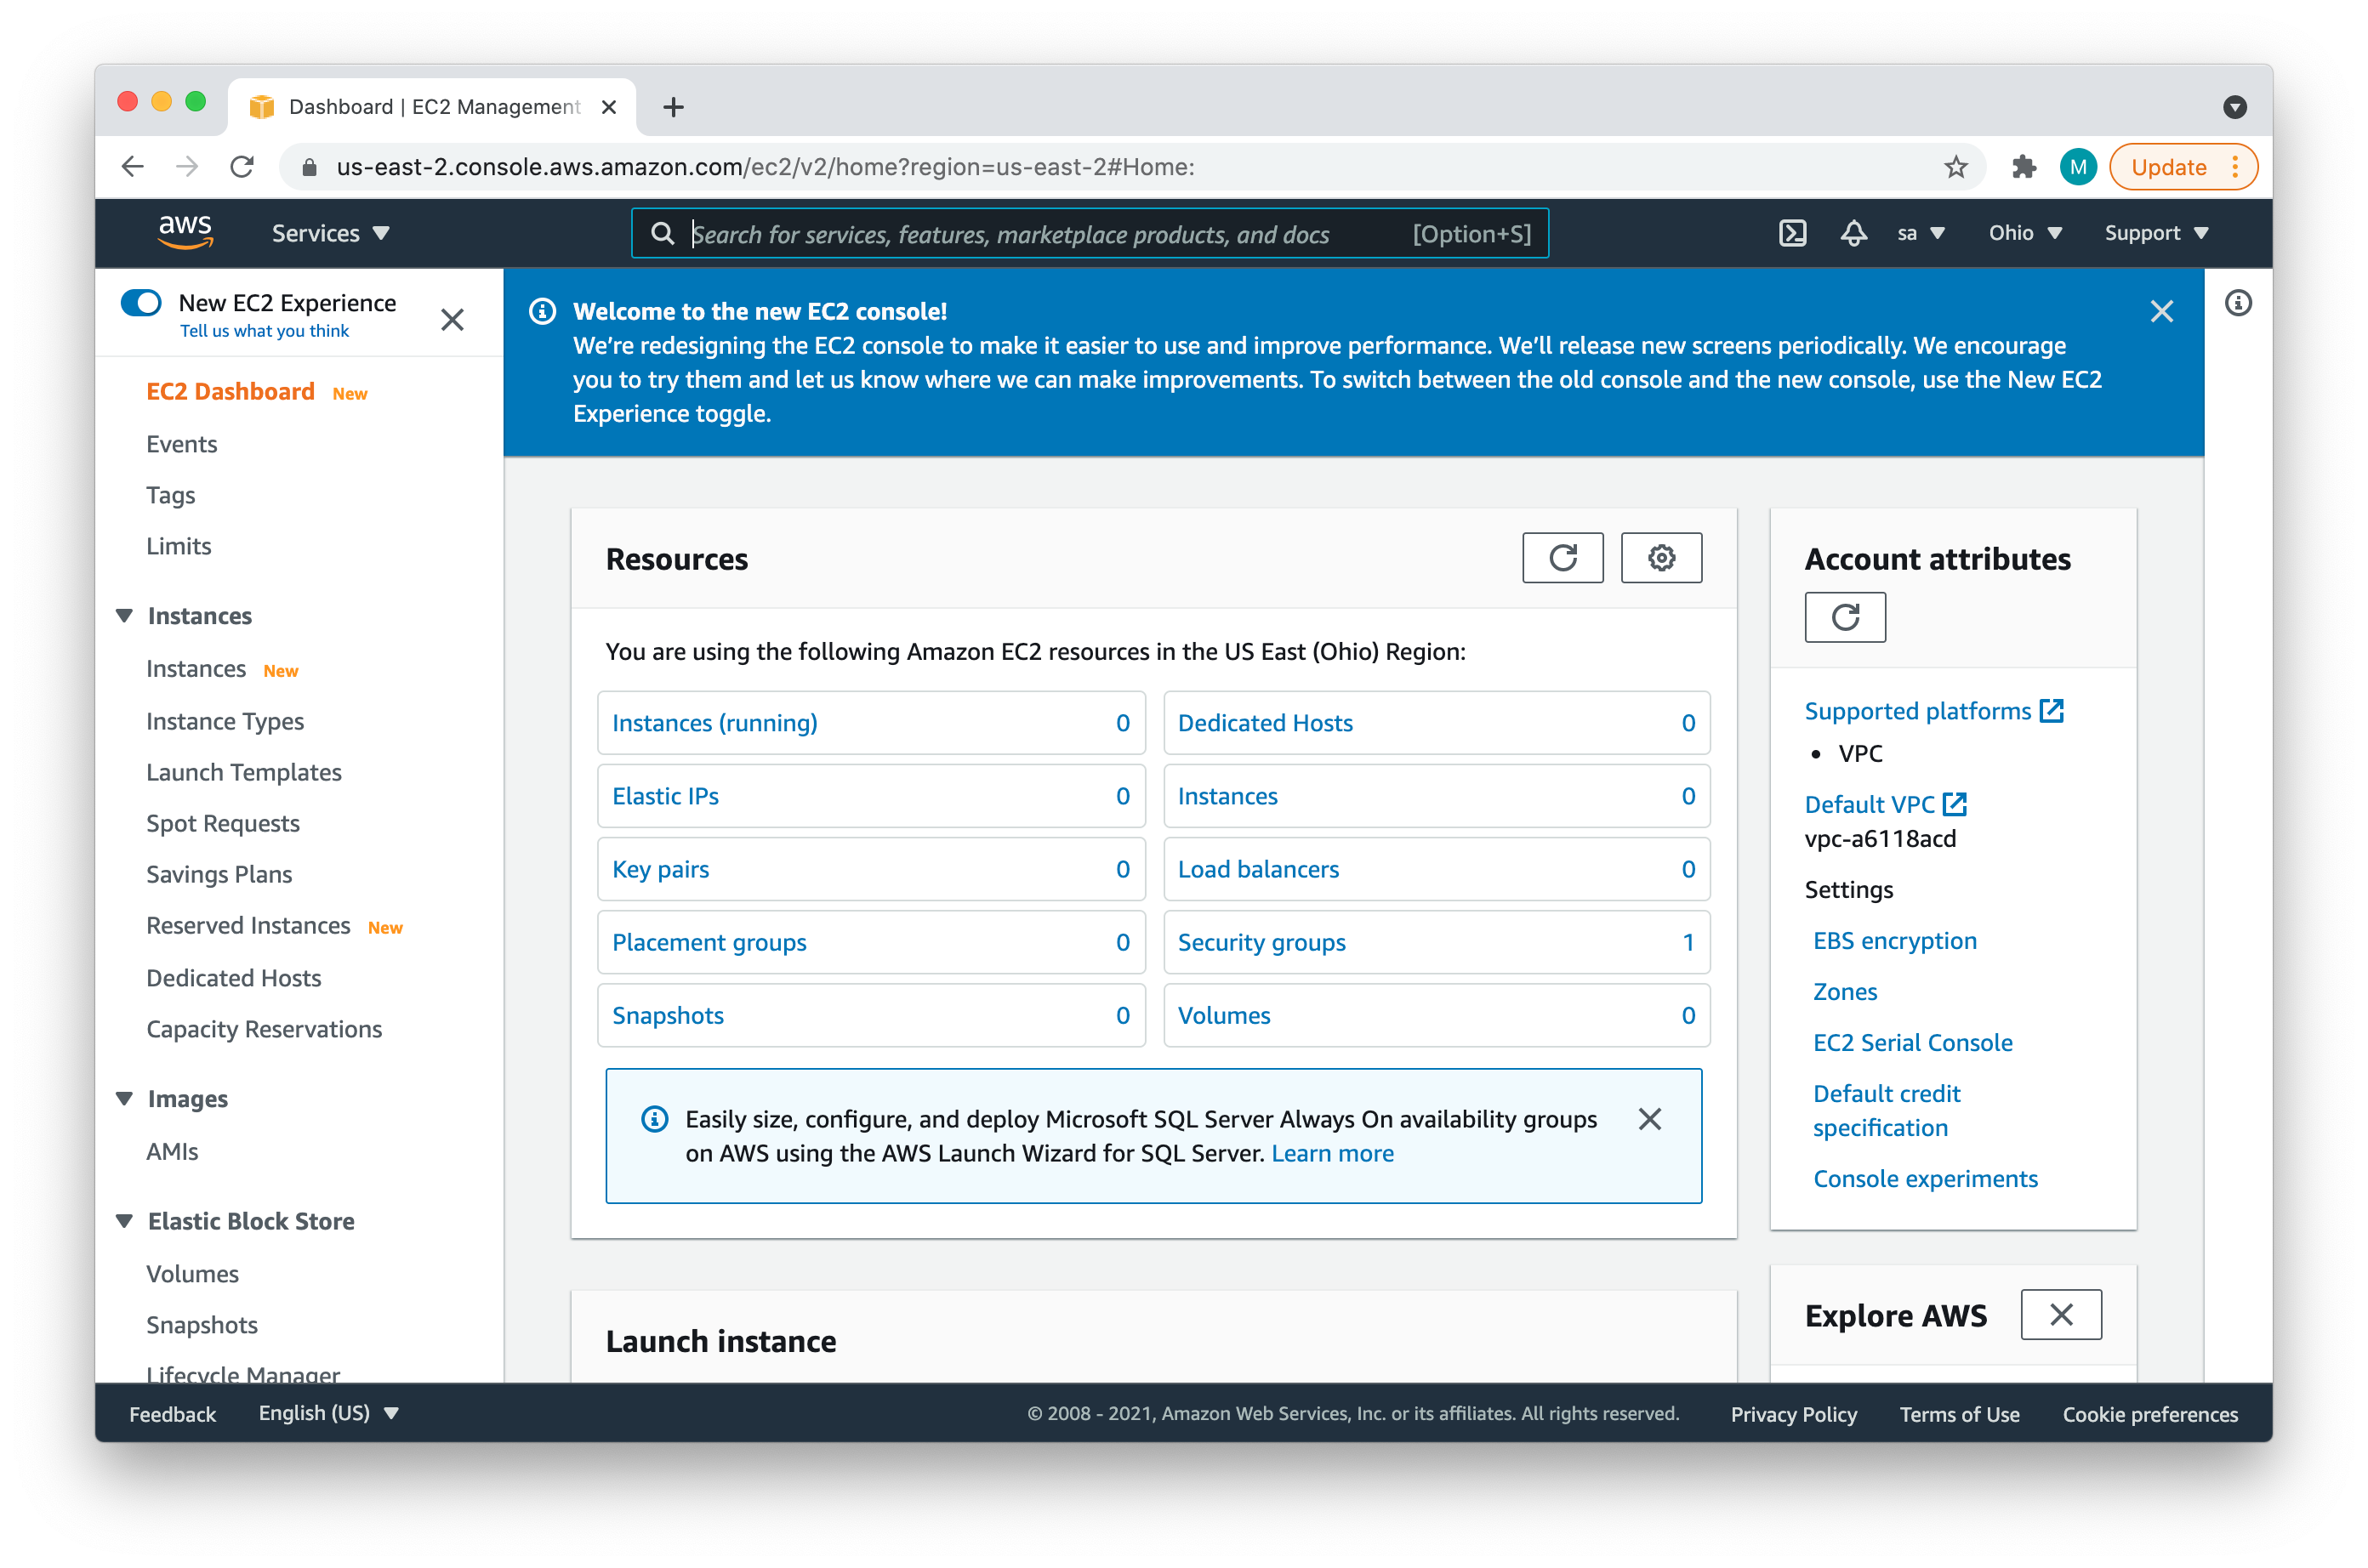 Dashboard | EC2 Management
us-east-2.console.aws.amazon.com/ec2/v2/home?region=us-east-2#Home:
M
Update
aws
Services
Search for services, features, marketplace products, and docs
[Option+S]
sa
Ohio
Support
New EC2 Experience
Tell us what you think
EC2 Dashboard New
Events
Tags
Limits
Instances
Instances New
Instance Types
Launch Templates
Spot Requests
Savings Plans
Reserved Instances New
Dedicated Hosts
Capacity Reservations
Images
AMIs
Elastic Block Store
Volumes
Snapshots
Lifecycle Manager
Welcome to the new EC2 console!
We’re redesigning the EC2 console to make it easier to use and improve performance. We’ll release new screens periodically. We encourage
you to try them and let us know where we can make improvements. To switch between the old console and the new console, use the New EC2
Experience toggle.
Resources
You are using the following Amazon EC2 resources in the US East (Ohio) Region:
Instances (running) 0
Dedicated Hosts 0
Elastic IPs 0
Instances 0
Key pairs 0
Load balancers 0
Placement groups 0
Security groups 1
Snapshots 0
Volumes 0
Easily size, configure, and deploy Microsoft SQL Server Always On availability groups
on AWS using the AWS Launch Wizard for SQL Server. Learn more
Launch instance
Account attributes
Supported platforms
• VPC
Default VPC
vpc-a6118acd
Settings
EBS encryption
Zones
EC2 Serial Console
Default credit
specification
Console experiments
Explore AWS
Feedback
English (US)
© 2008 - 2021, Amazon Web Services, Inc. or its affiliates. All rights reserved.
Privacy Policy
Terms of Use
Cookie preferences